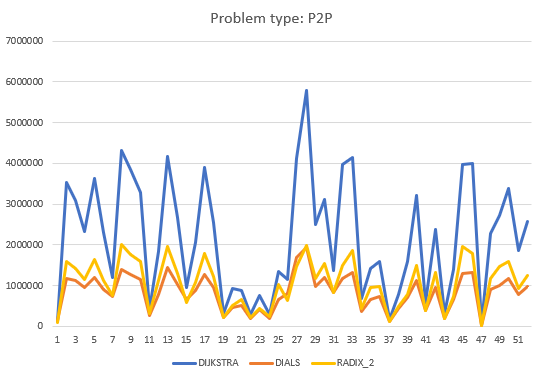 Problem type: P2P
7000000
6000000
5000000
4000000
3000000
2000000
1000000
0
1 3 5 7 9 11 13 15 17 19 21 23 25 27 29 31 33 35 37 39 41 43 45 47 49 51
DIJKSTRA DIALS RADIX_2